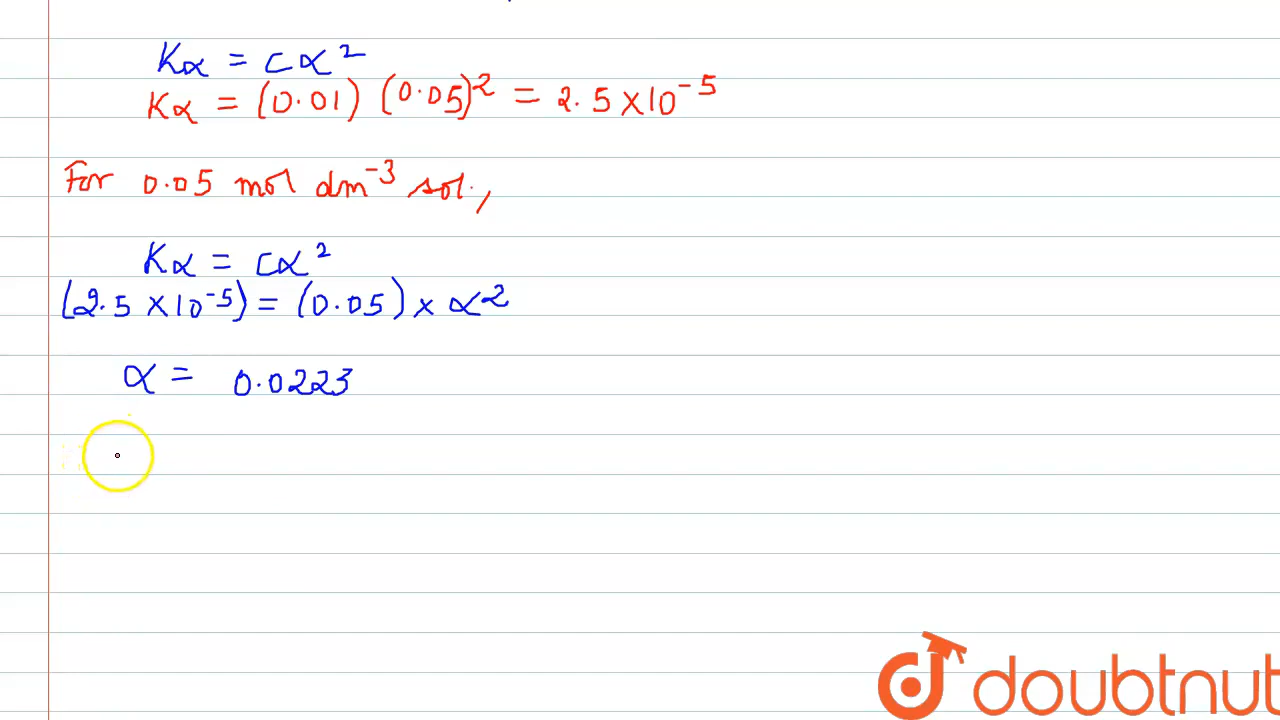 Kα = Cα²
Kα = (0.01) (0.05)² = 2.5 × 10⁻⁵
For 0.05 mol dm⁻³ sol.,
Kα = Cα²
(2.5 × 10⁻⁵) = (0.05) × α²
α = 0.0223
doubtnut